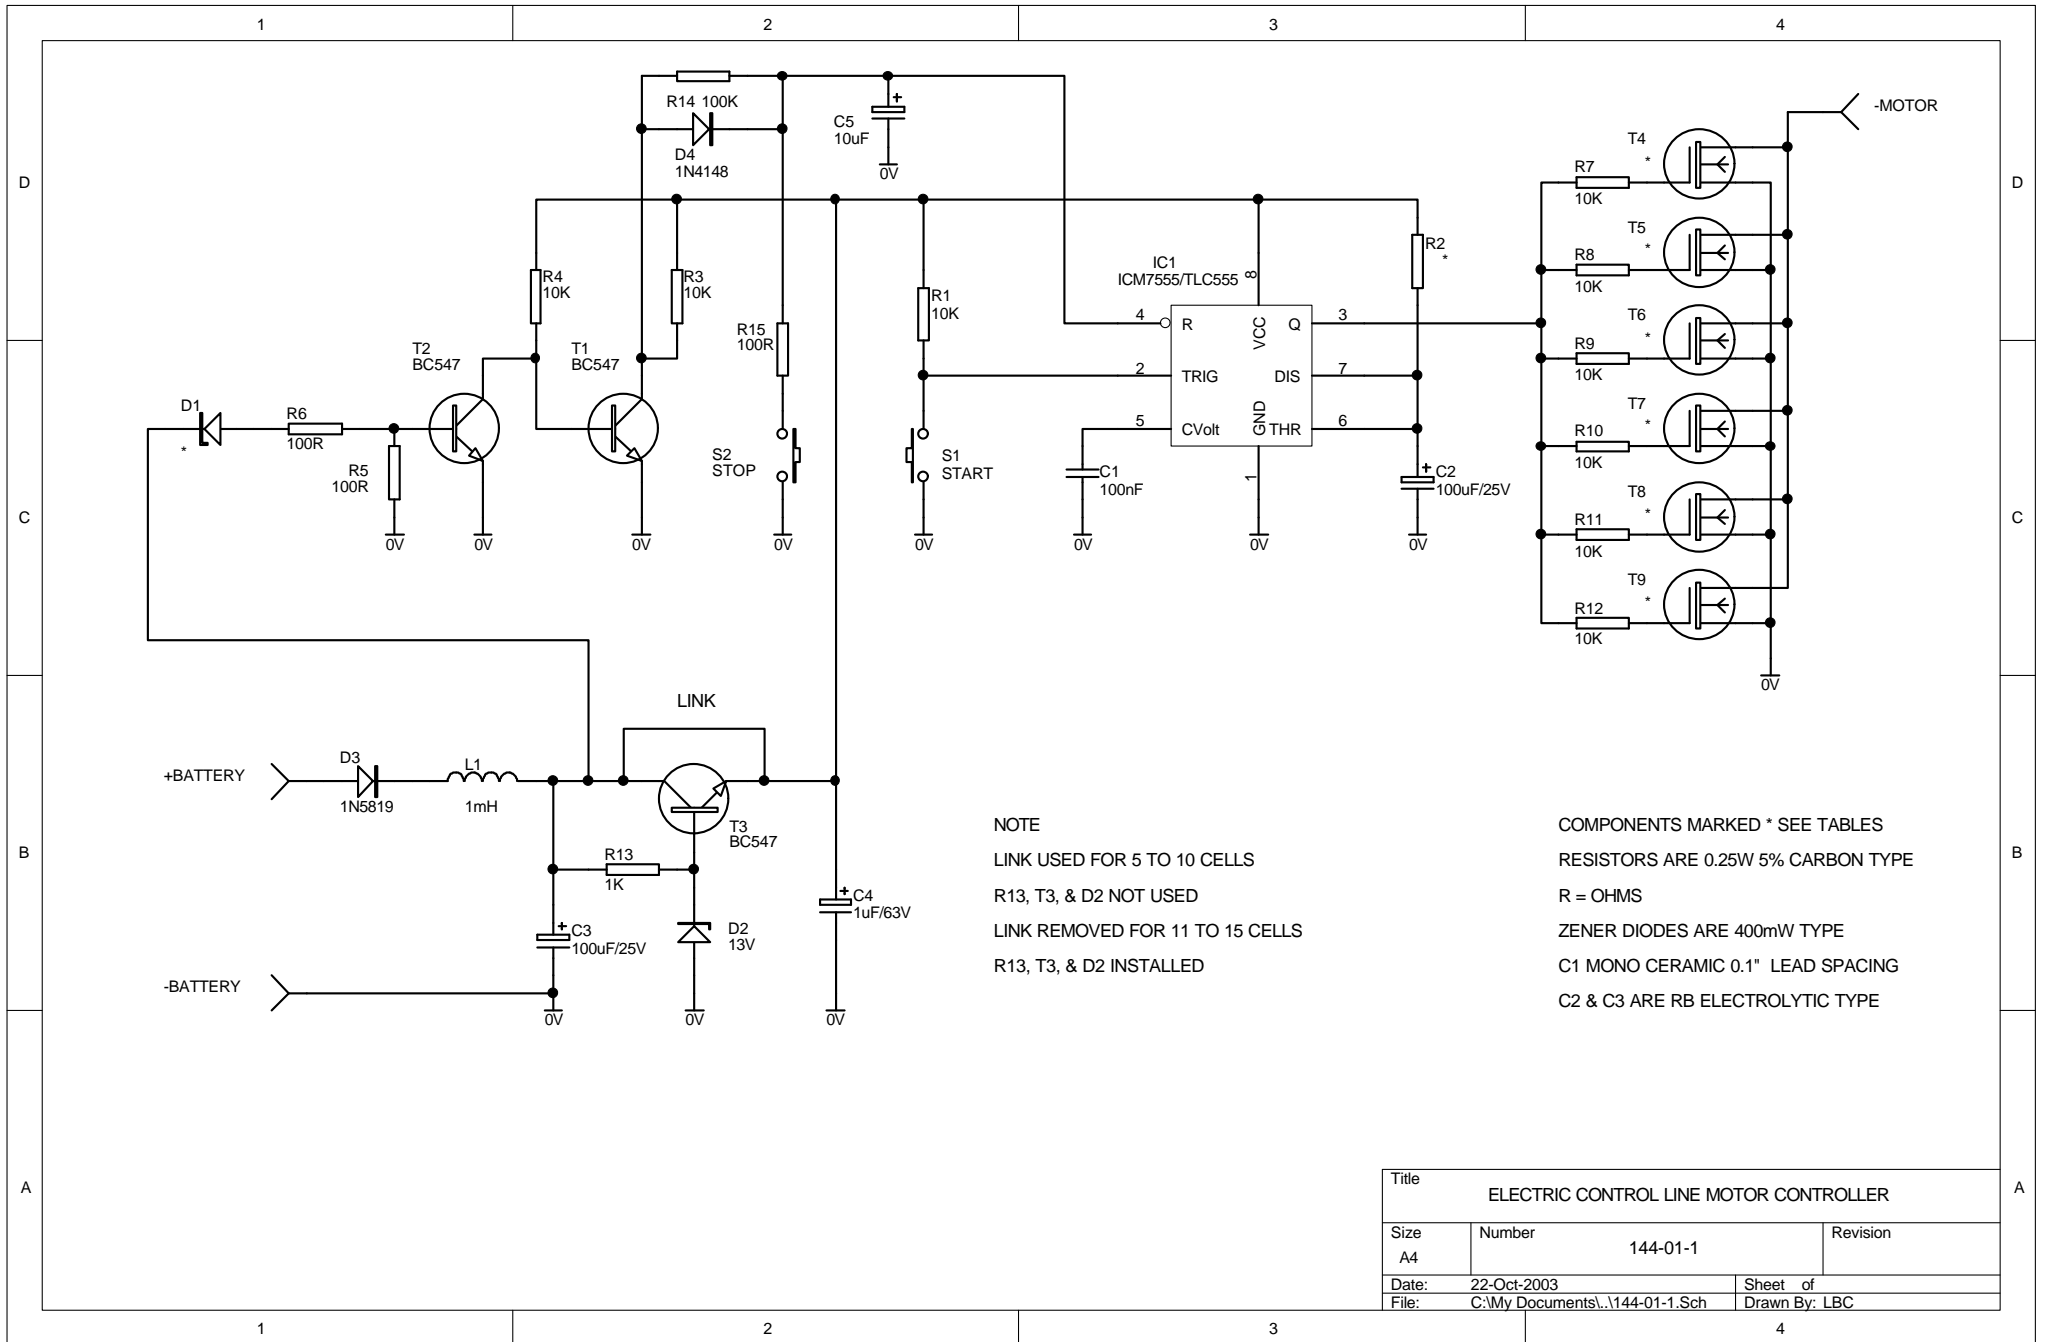 1 2 3 4
D
C
B
A
D
C
B
A
1 2 3 4
R14 100K
D4
1N4148
C5
10uF
0V
R4
10K
R3
10K
R15
100R
R1
10K
IC1
ICM7555/TLC555
8
R2
*
4 R VCC Q 3
2 TRIG DIS 7
5 CVolt GND THR 6
1
T2
BC547
T1
BC547
D1
*
R6
100R
R5
100R
S2
STOP
S1
START
C1
100nF
+ C2
100uF/25V
0V
0V
0V
0V
0V
0V
0V
0V
-MOTOR
T4
*
R7
10K
T5
*
R8
10K
T6
*
R9
10K
T7
*
R10
10K
T8
*
R11
10K
T9
*
R12
10K
0V
LINK
+BATTERY
D3
1N5819
L1
1mH
T3
BC547
R13
1K
+ C3
100uF/25V
D2
13V
+ C4
1uF/63V
-BATTERY
0V
0V
0V
NOTE
LINK USED FOR 5 TO 10 CELLS
R13, T3, & D2 NOT USED
LINK REMOVED FOR 11 TO 15 CELLS
R13, T3, & D2 INSTALLED
COMPONENTS MARKED * SEE TABLES
RESISTORS ARE 0.25W 5% CARBON TYPE
R = OHMS
ZENER DIODES ARE 400mW TYPE
C1 MONO CERAMIC 0.1" LEAD SPACING
C2 & C3 ARE RB ELECTROLYTIC TYPE
Title
ELECTRIC CONTROL LINE MOTOR CONTROLLER
Size Number Revision
A4 144-01-1
Date: 22-Oct-2003 Sheet of
File: C:\My Documents\..\144-01-1.Sch Drawn By: LBC